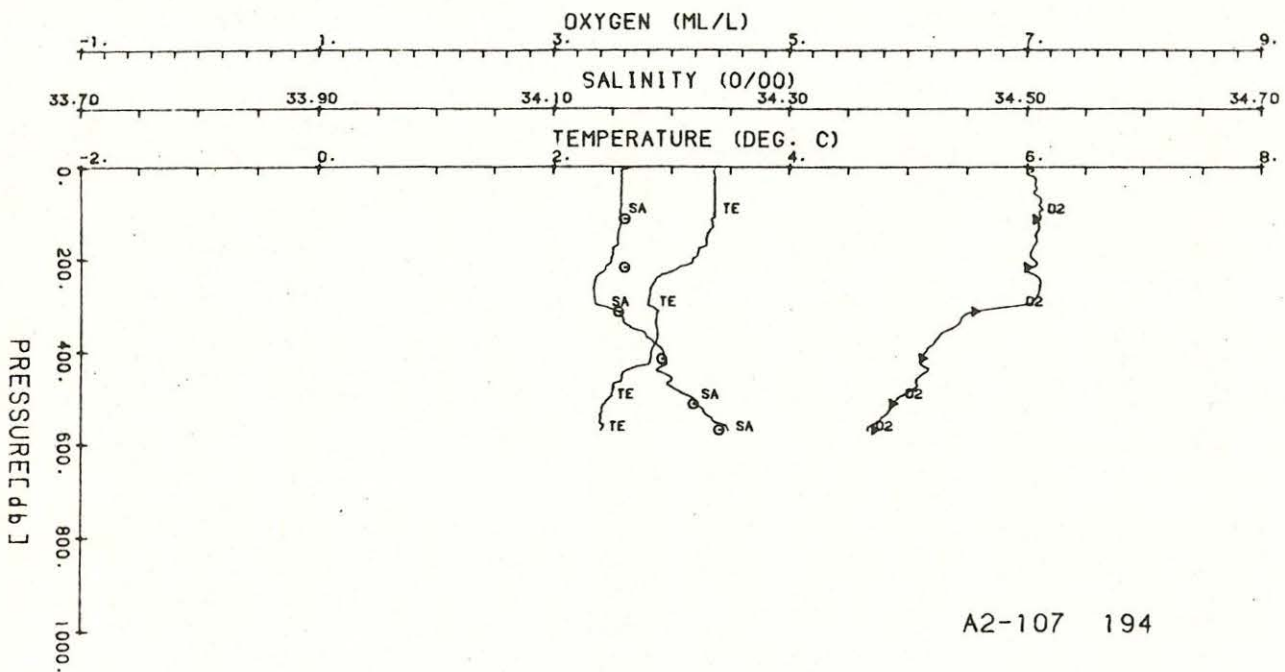 OXYGEN (ML/L)
-1. 1. 3. 5. 7. 9.
SALINITY (O/OO)
33.70 33.90 34.10 34.30 34.50 34.70
TEMPERATURE (DEG. C)
-2. 0. 2. 4. 6. 8.
0.
SA TE O2
200.
SA TE O2
400.
TE SA O2
TE SA O2
600.
800.
1000.
PRESSURE[db]
A2-107 194